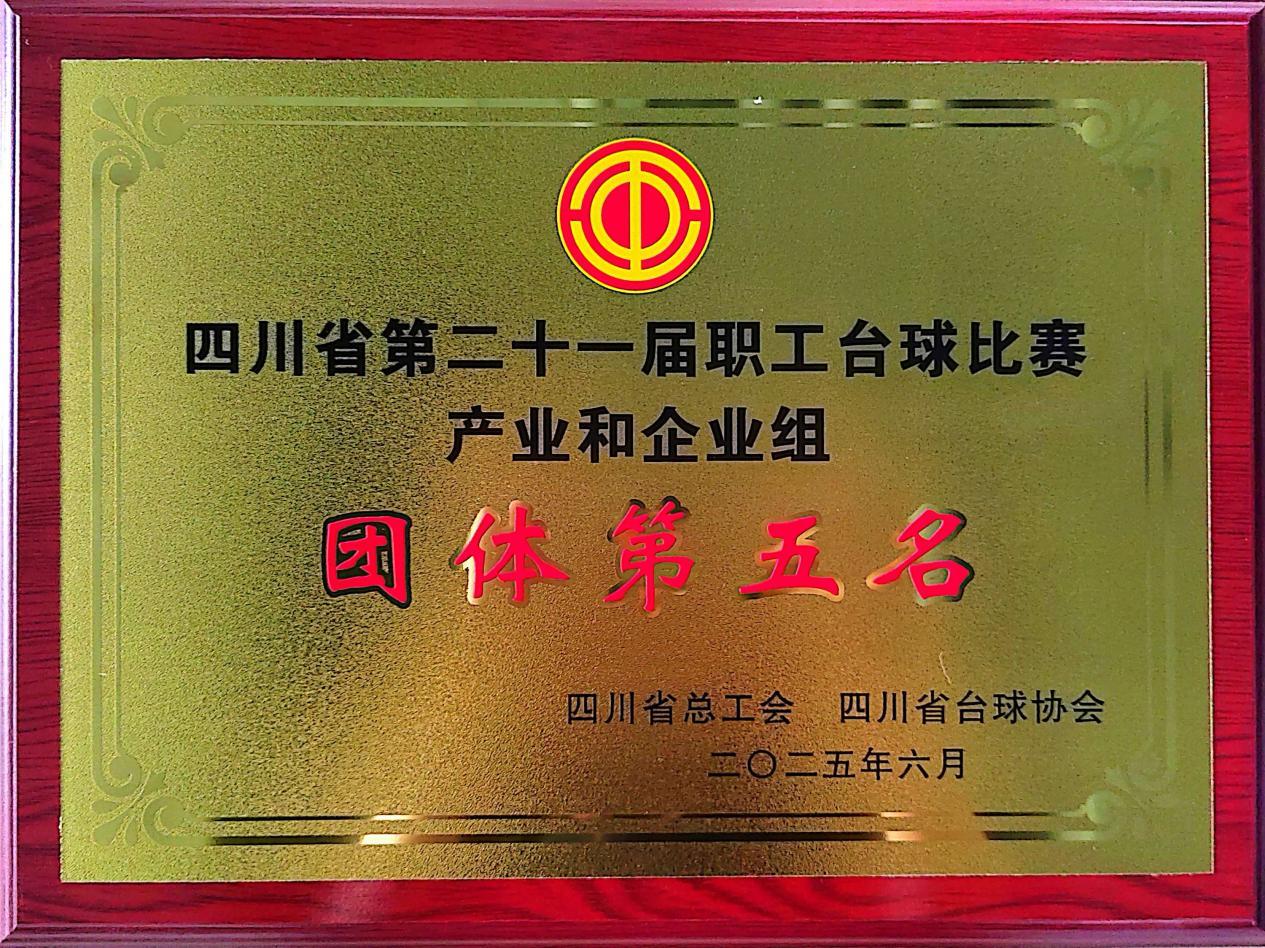 四川省第二十一届职工台球比赛
产业和企业组
团体第五名
四川省总工会 四川省台球协会
二〇二五年六月